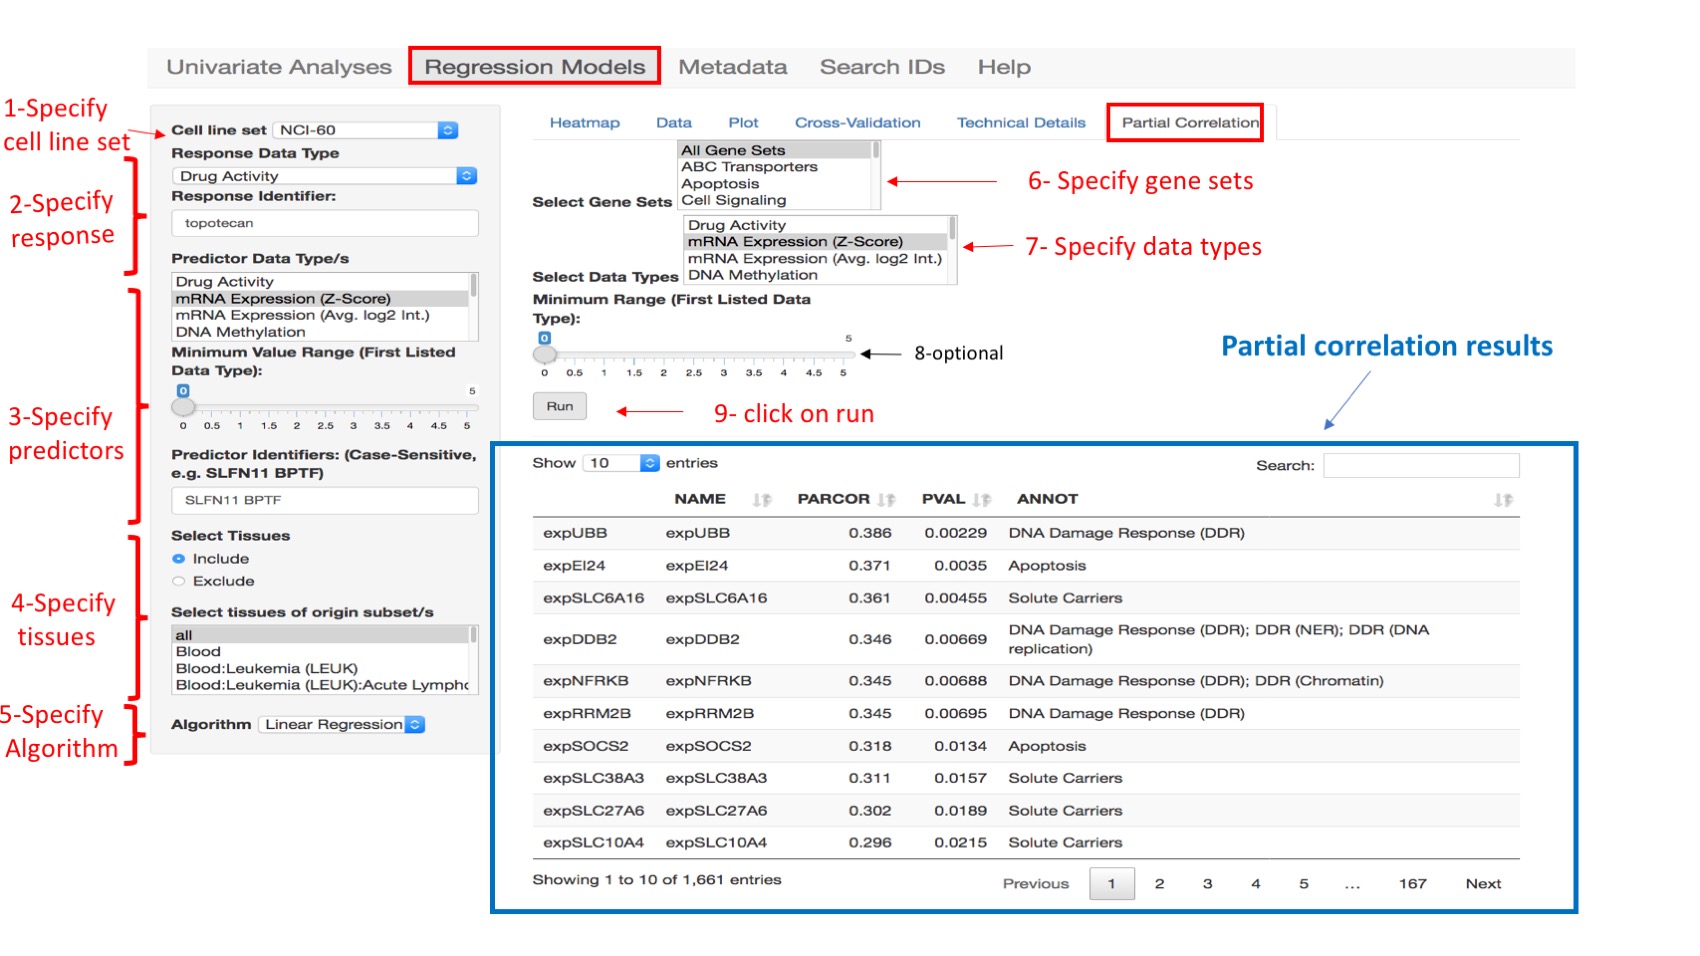 Univariate Analyses Regression Models Metadata Search IDs Help
1-Specify
cell line set
Cell line set NCI-60
Response Data Type
Drug Activity
Response Identifier:
topotecan
2-Specify
response
Predictor Data Type/s
Drug Activity
mRNA Expression (Z-Score)
mRNA Expression (Avg. log2 Int.)
DNA Methylation
Minimum Value Range (First Listed
Data Type):
0 5
0 0.5 1 1.5 2 2.5 3 3.5 4 4.5 5
3-Specify
predictors
Predictor Identifiers: (Case-Sensitive,
e.g. SLFN11 BPTF)
SLFN11 BPTF
Select Tissues
Include
Exclude
4-Specify
tissues
Select tissues of origin subset/s
all
Blood
Blood:Leukemia (LEUK)
Blood:Leukemia (LEUK):Acute Lympho
5-Specify
Algorithm
Algorithm Linear Regression
Heatmap Data Plot Cross-Validation Technical Details Partial Correlation
All Gene Sets
ABC Transporters
Apoptosis
Cell Signaling
Select Gene Sets
6- Specify gene sets
Drug Activity
mRNA Expression (Z-Score)
mRNA Expression (Avg. log2 Int.)
DNA Methylation
Select Data Types
7- Specify data types
Minimum Range (First Listed Data
Type):
0 5
0 0.5 1 1.5 2 2.5 3 3.5 4 4.5 5
8-optional
Run
9- click on run
Partial correlation results
Show 10 entries
Search:
NAME PARCOR PVAL ANNOT
expUBB expUBB 0.386 0.00229 DNA Damage Response (DDR)
expEI24 expEI24 0.371 0.0035 Apoptosis
expSLC6A16 expSLC6A16 0.361 0.00455 Solute Carriers
expDDB2 expDDB2 0.346 0.00669 DNA Damage Response (DDR); DDR (NER); DDR (DNA
replication)
expNFRKB expNFRKB 0.345 0.00688 DNA Damage Response (DDR); DDR (Chromatin)
expRRM2B expRRM2B 0.345 0.00695 DNA Damage Response (DDR)
expSOCS2 expSOCS2 0.318 0.0134 Apoptosis
expSLC38A3 expSLC38A3 0.311 0.0157 Solute Carriers
expSLC27A6 expSLC27A6 0.302 0.0189 Solute Carriers
expSLC10A4 expSLC10A4 0.296 0.0215 Solute Carriers
Showing 1 to 10 of 1,661 entries
Previous 1 2 3 4 5 ... 167 Next